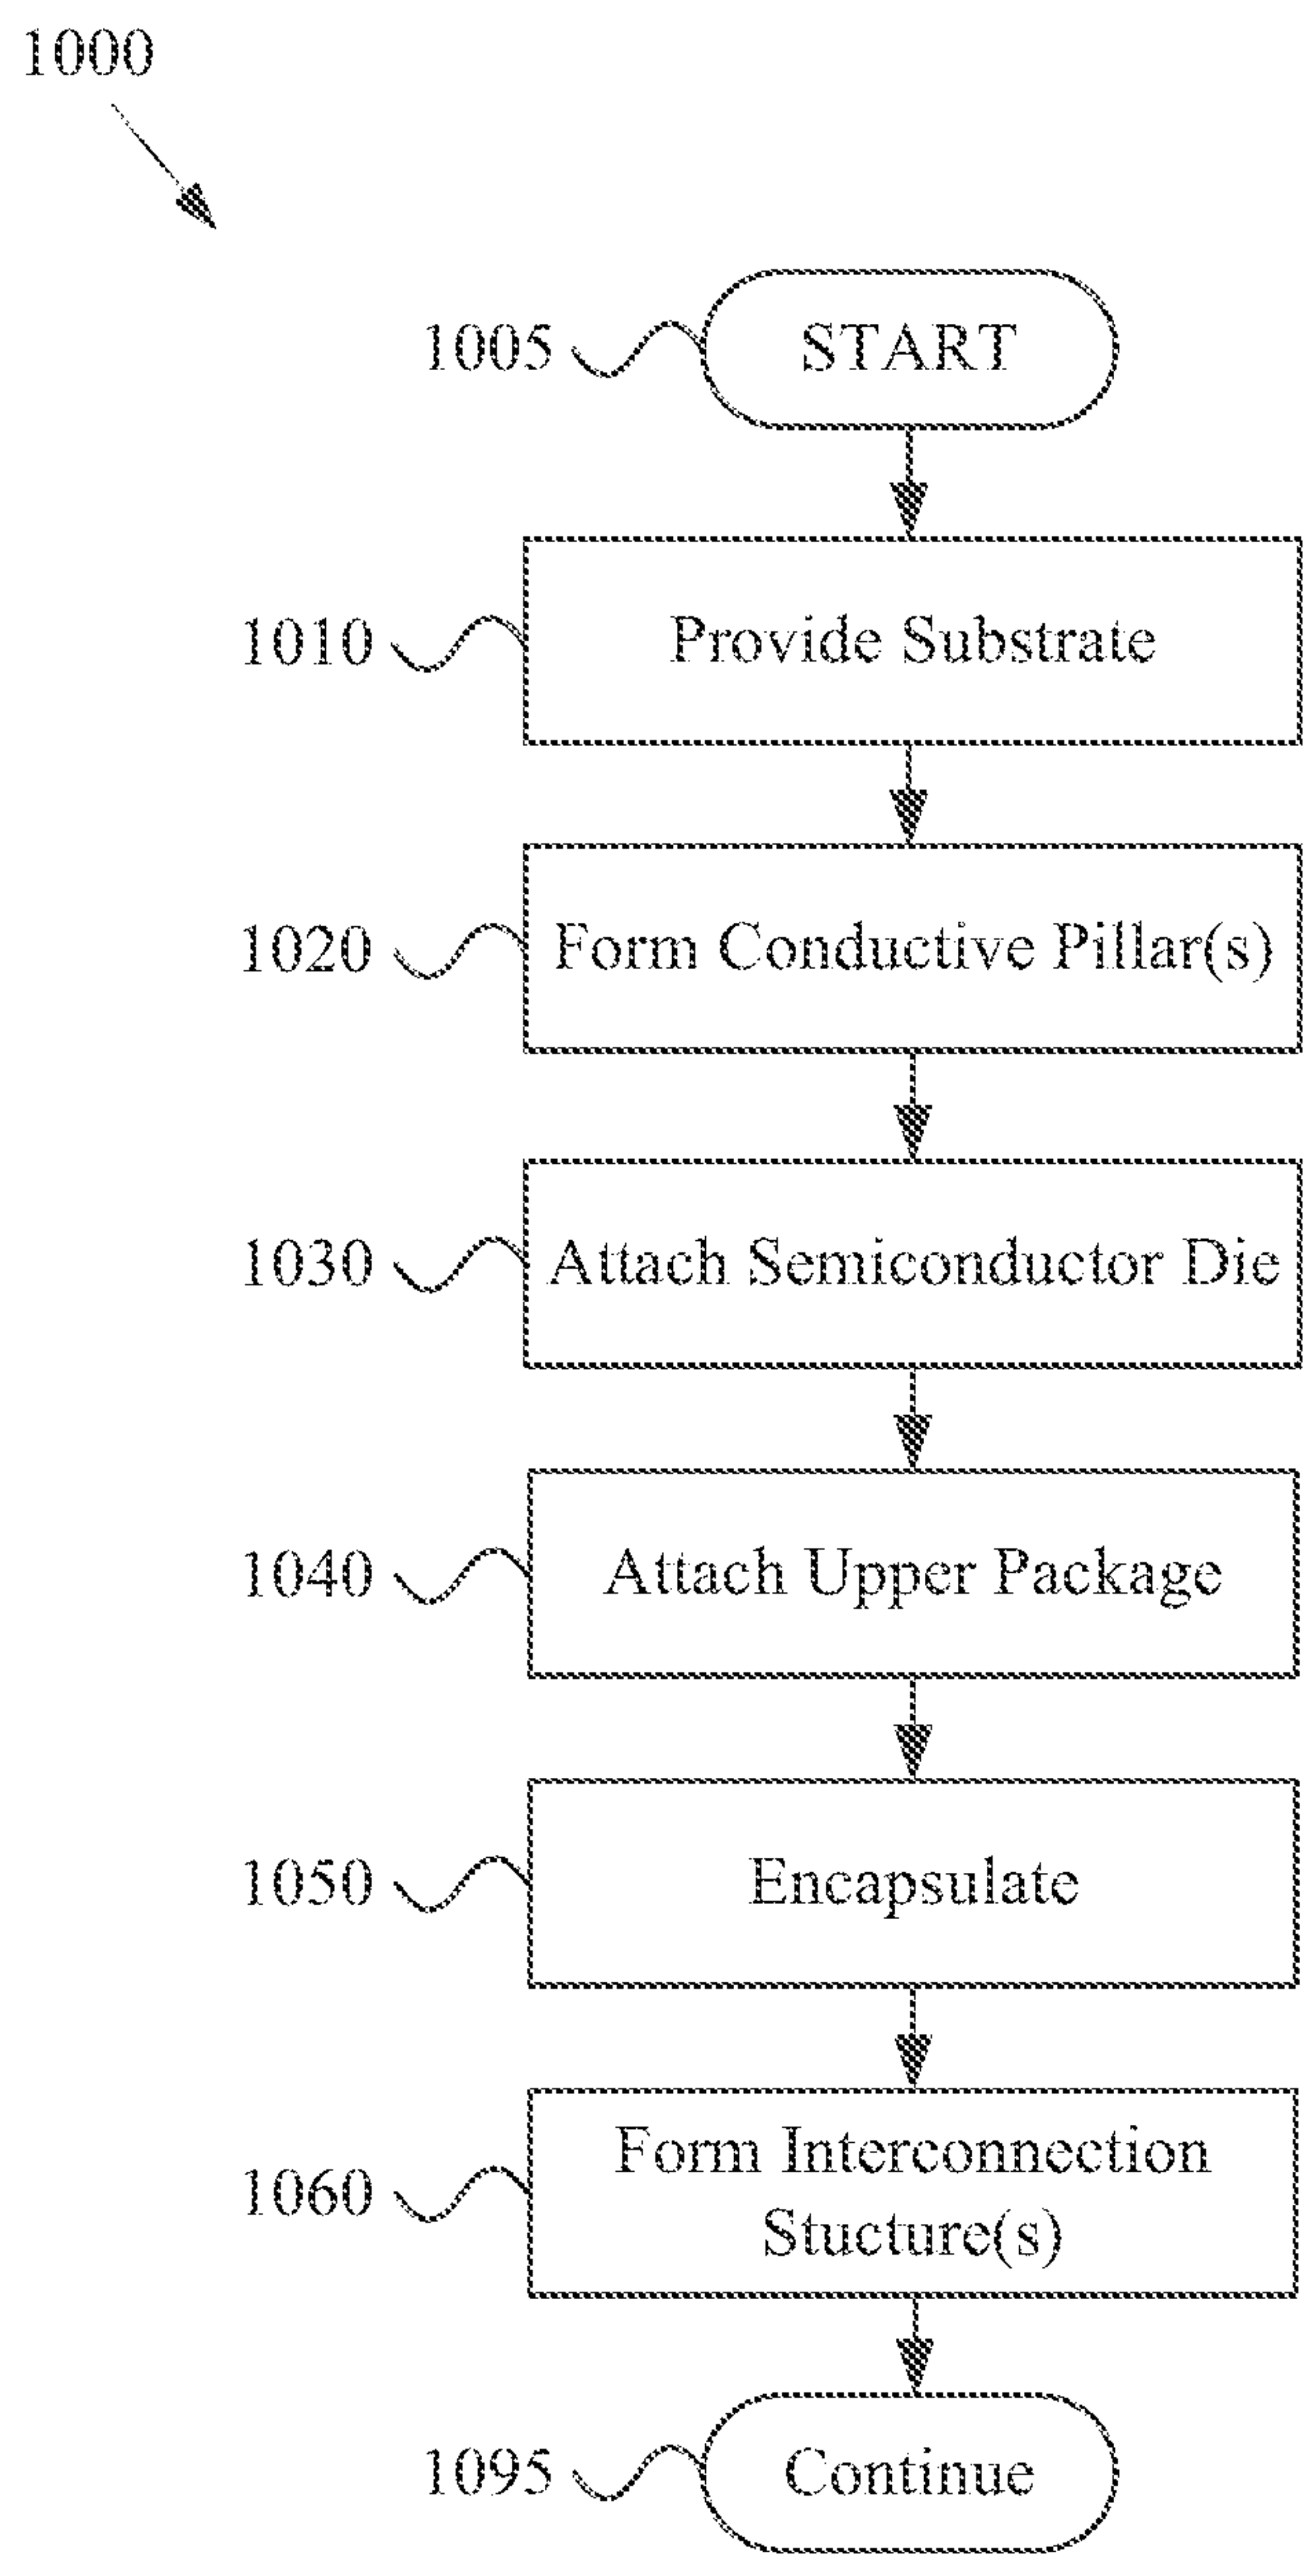 1000
1005 START
1010 Provide Substrate
1020 Form Conductive Pillar(s)
1030 Attach Semiconductor Die
1040 Attach Upper Package
1050 Encapsulate
1060 Form Interconnection
Stucture(s)
1095 Continue